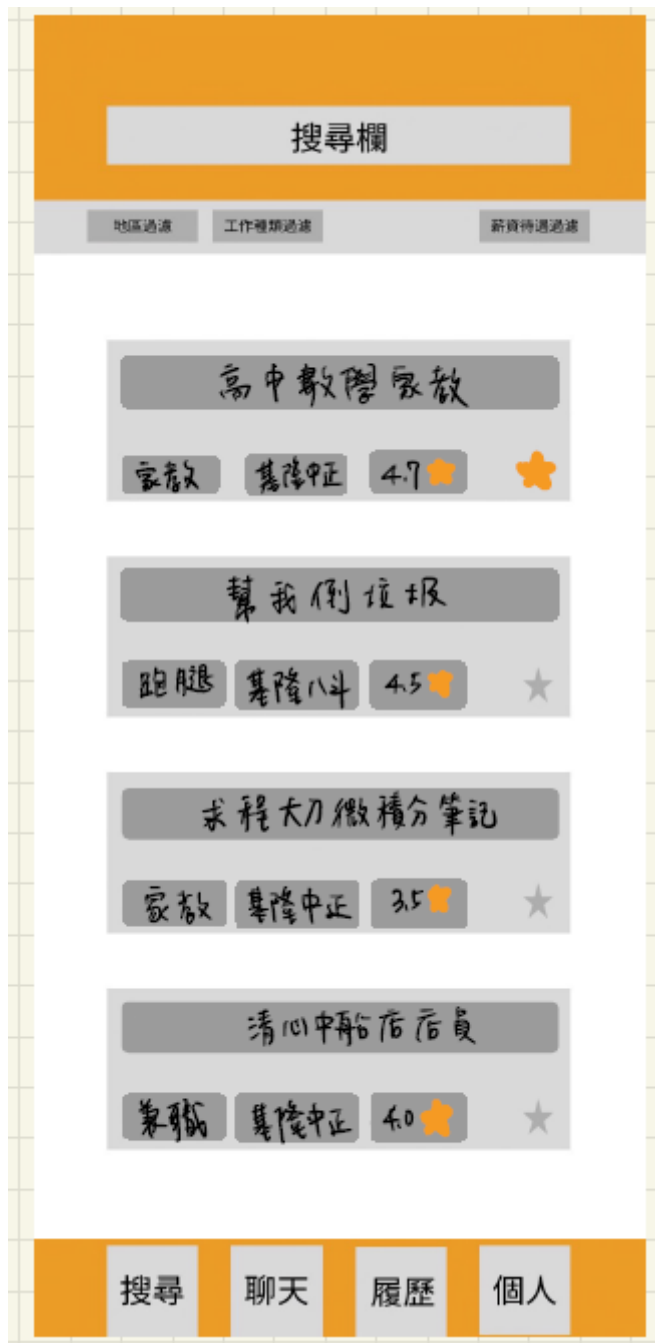 搜尋欄
地區過濾 工作種類過濾 薪資待遇過濾
高中數學家教
家教 基隆中正 4.7
幫我倒垃圾
跑腿 基隆八斗 4.5
求程大刀微積分筆記
家教 基隆中正 3.5
清心中船店店員
兼職 基隆中正 4.0
搜尋 聊天 履歷 個人